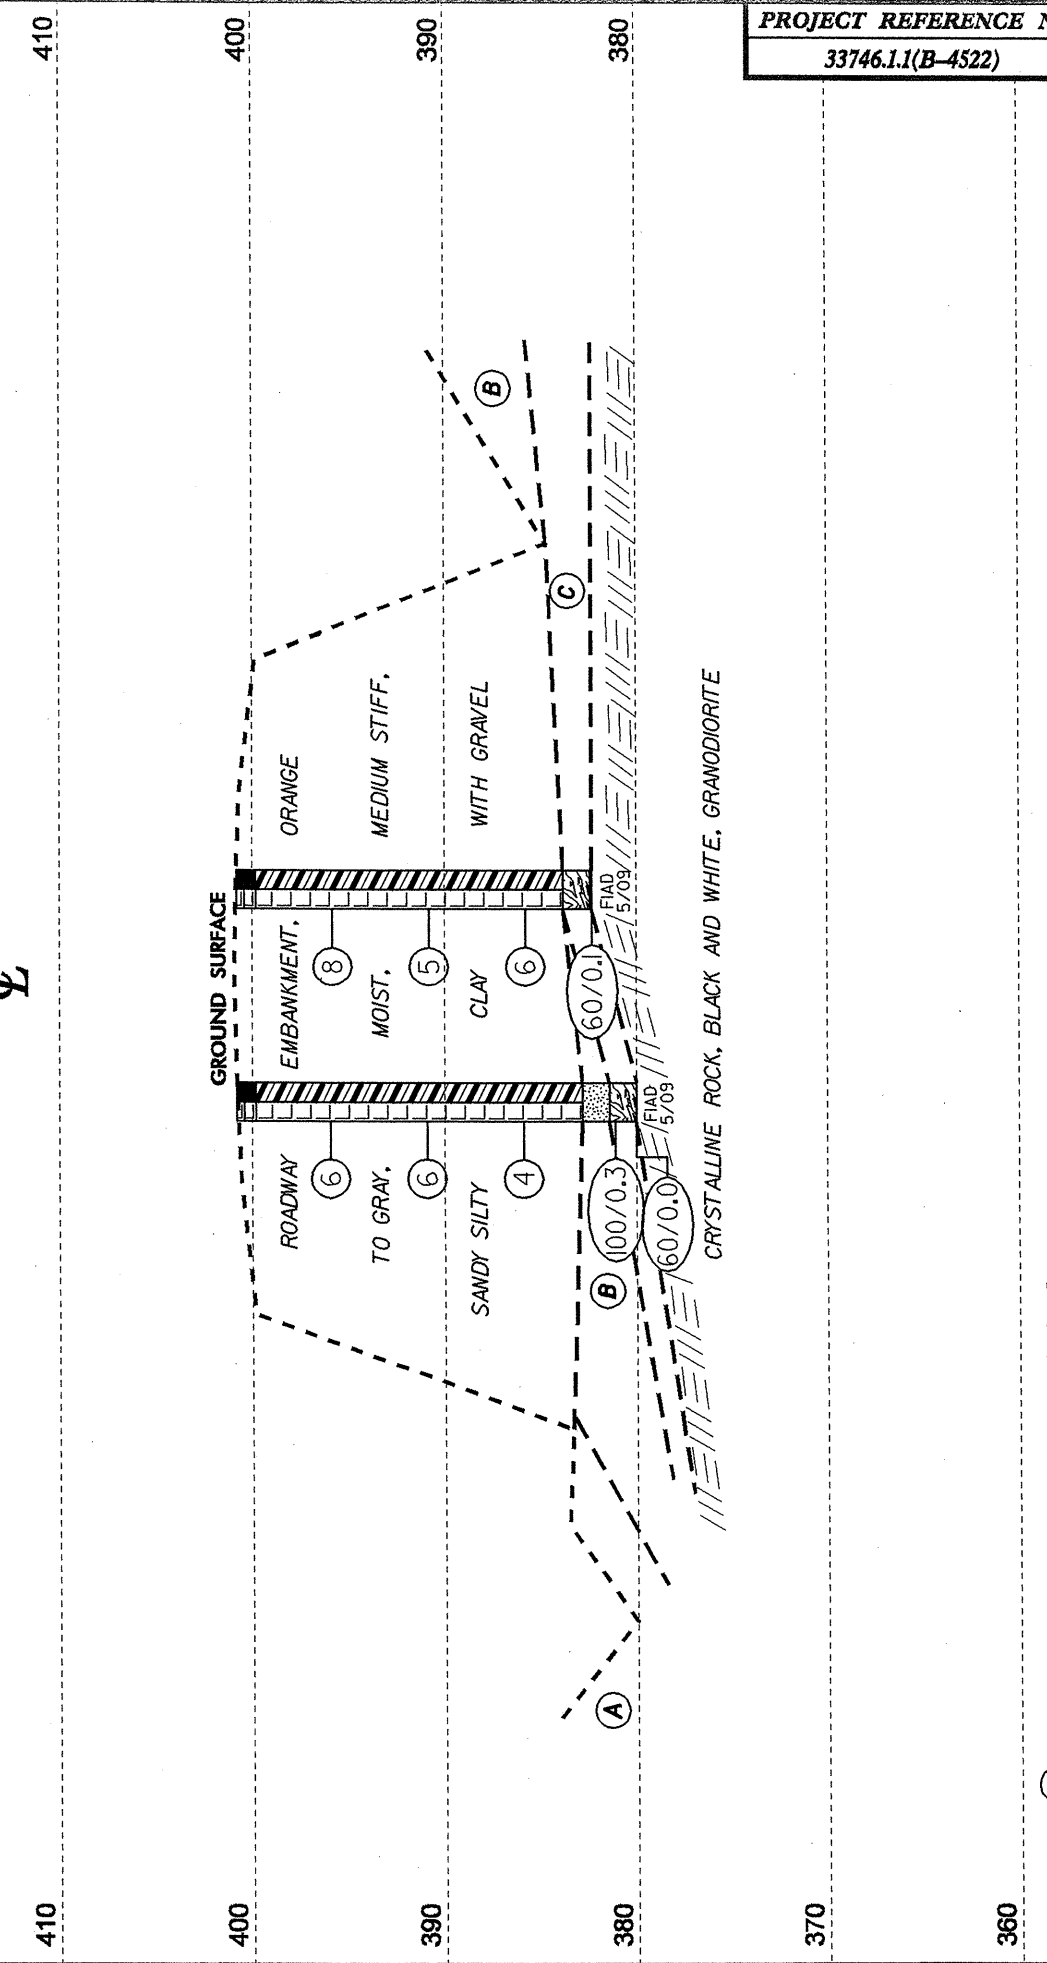 PROJECT REFERENCE N
33746.1.1(B-4522)
410
400
390
380
410
400
390
380
370
360
℄
GROUND SURFACE
ROADWAY EMBANKMENT, ORANGE
TO GRAY, MOIST, MEDIUM STIFF,
SANDY SILTY CLAY WITH GRAVEL
6
6
4
100/0.3
60/0.0
8
5
6
60/0.1
FIAD
5/09
FIAD
5/09
A
B
C
B
CRYSTALLINE ROCK, BLACK AND WHITE, GRANODIORITE